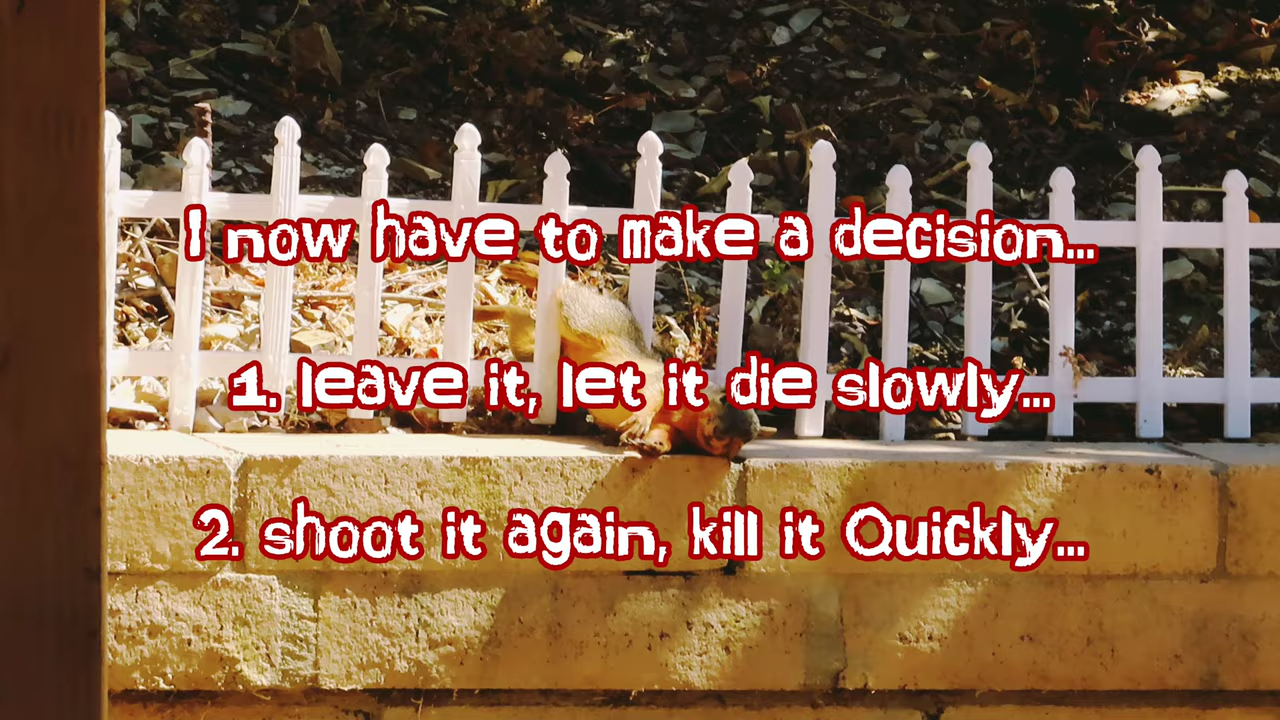 I now have to make a decision...
1. leave it, let it die slowly...
2. shoot it again, kill it Quickly...